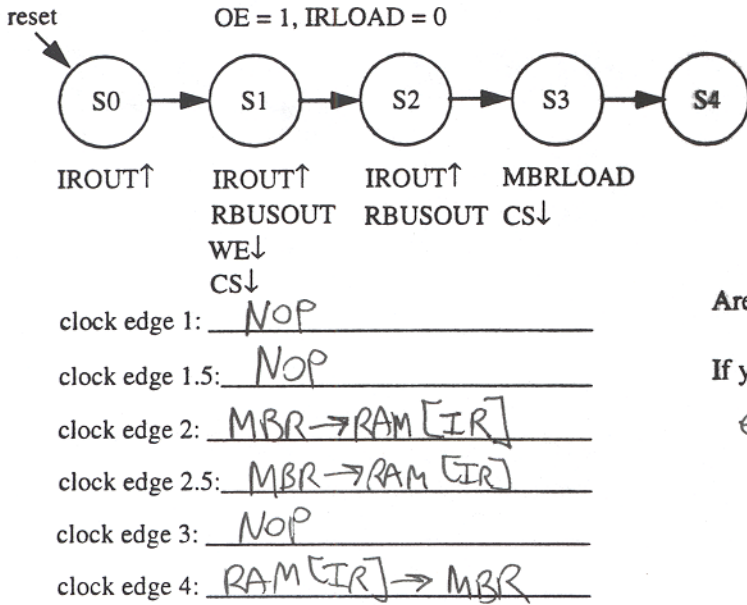 reset
OE = 1, IRLOAD = 0
S0 S1 S2 S3 S4
IROUT↑ IROUT↑ IROUT↑ MBRLOAD
RBUSOUT RBUSOUT CS↓
WE↓
CS↓
clock edge 1: NOP
clock edge 1.5: NOP
clock edge 2: MBR→RAM[IR]
clock edge 2.5: MBR→RAM[IR]
clock edge 3: NOP
clock edge 4: RAM[IR]→MBR
Are
If y